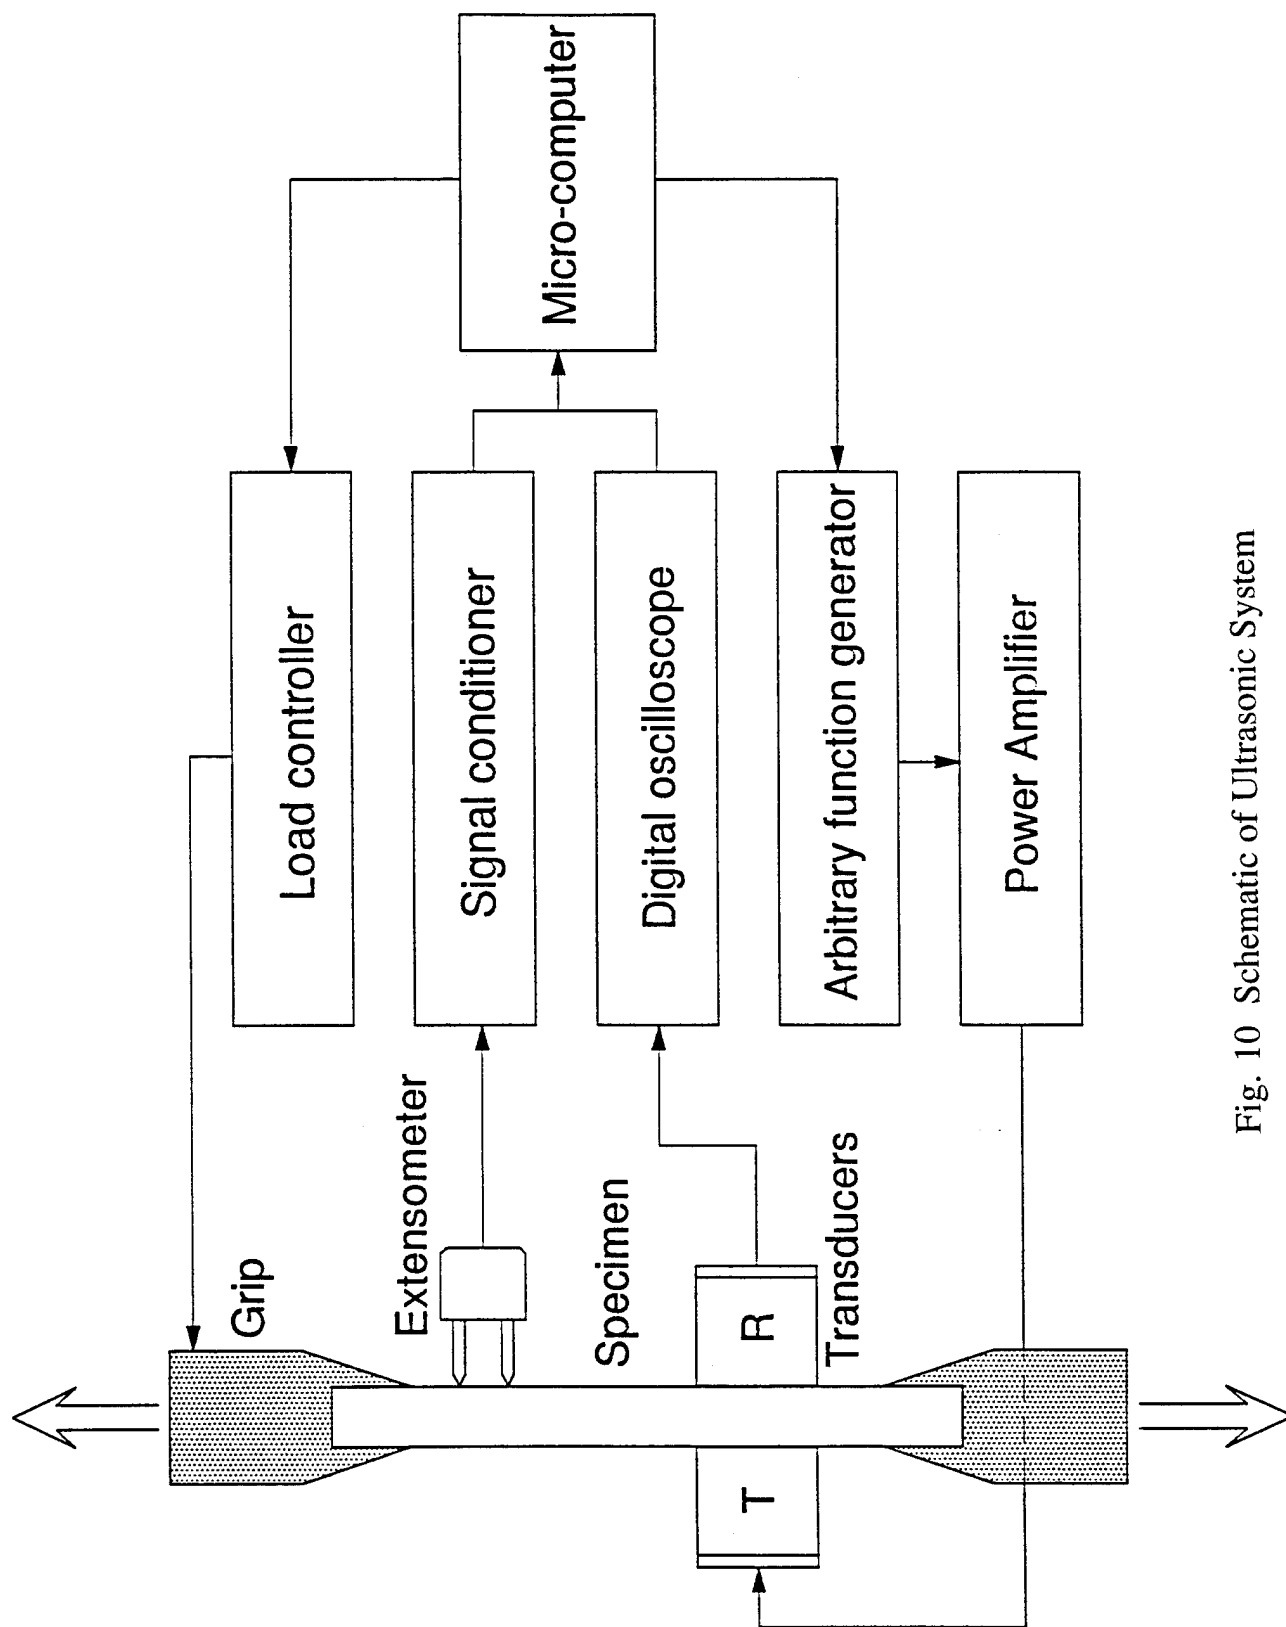 Grip
Extensometer
Specimen
T
R
Transducers
Load controller
Signal conditioner
Digital oscilloscope
Arbitrary function generator
Power Amplifier
Micro-computer
Fig. 10 Schematic of Ultrasonic System